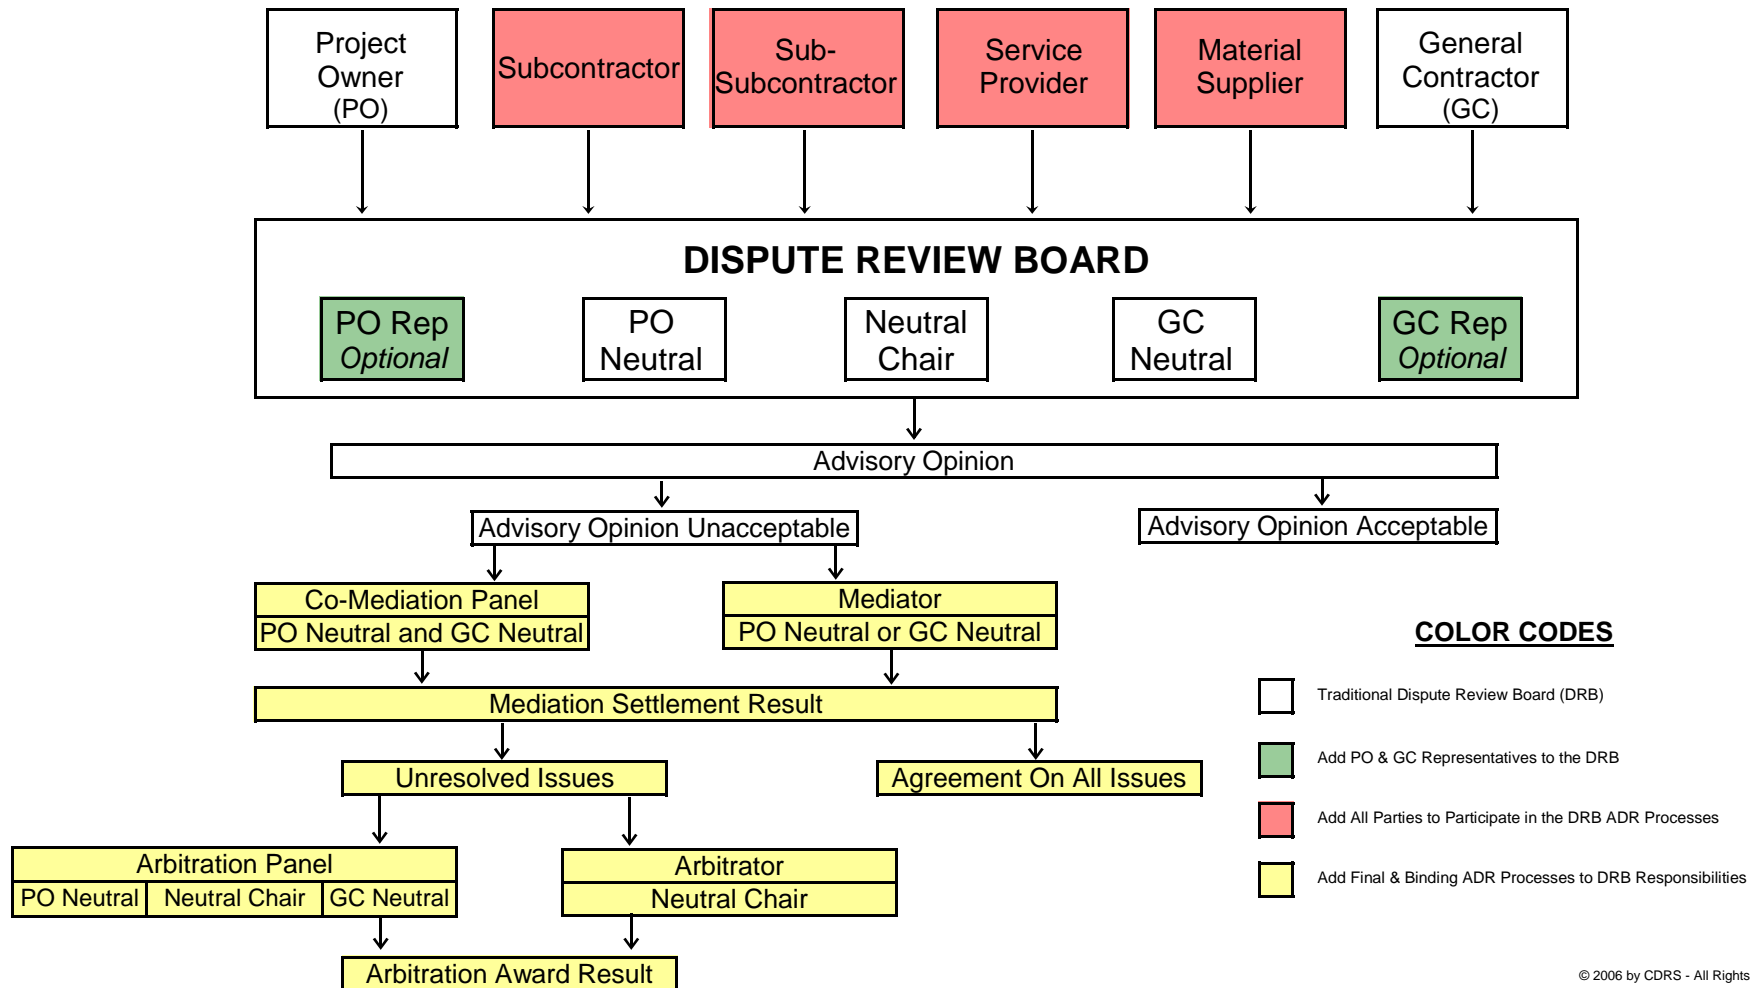 Project
Owner
(PO)
Subcontractor
Sub-
Subcontractor
Service
Provider
Material
Supplier
General
Contractor
(GC)
DISPUTE REVIEW BOARD
PO Rep
Optional
PO
Neutral
Neutral
Chair
GC
Neutral
GC Rep
Optional
Advisory Opinion
Advisory Opinion Unacceptable
Advisory Opinion Acceptable
Co-Mediation Panel
PO Neutral and GC Neutral
Mediator
PO Neutral or GC Neutral
Mediation Settlement Result
Unresolved Issues
Agreement On All Issues
Arbitration Panel
PO Neutral
Neutral Chair
GC Neutral
Arbitrator
Neutral Chair
Arbitration Award Result
COLOR CODES
Traditional Dispute Review Board (DRB)
Add PO & GC Representatives to the DRB
Add All Parties to Participate in the DRB ADR Processes
Add Final & Binding ADR Processes to DRB Responsibilities
© 2006 by CDRS - All Rights